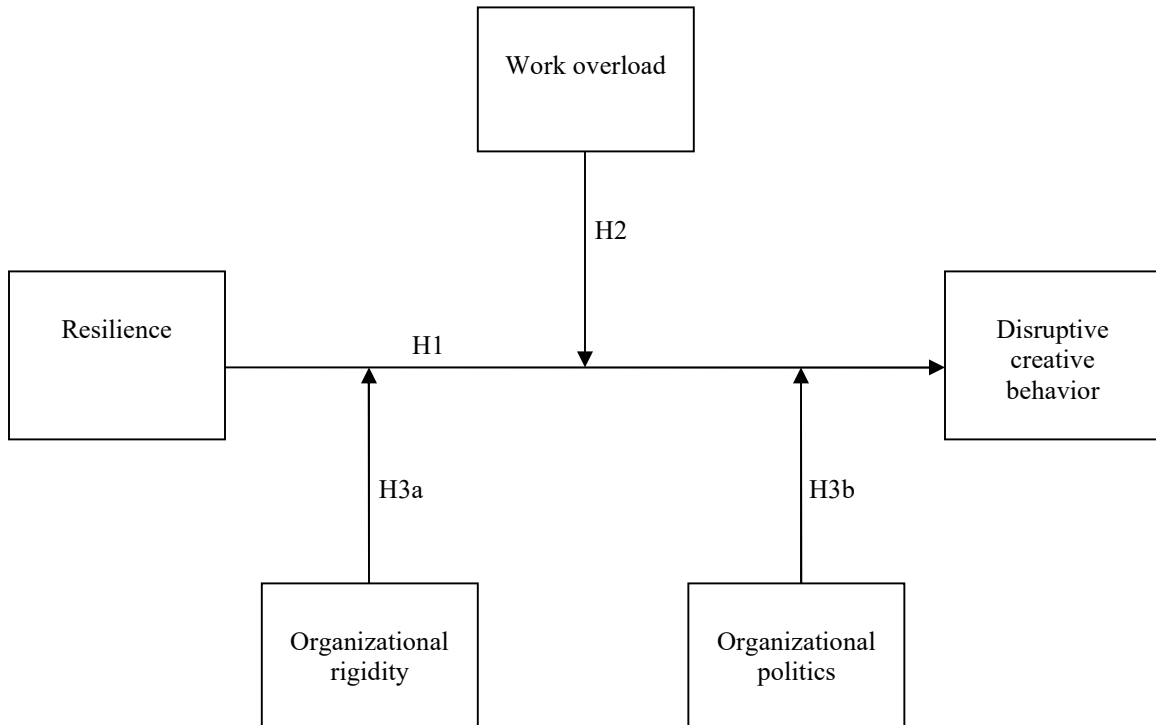 Work overload
H2
Resilience
H1
Disruptive
creative
behavior
H3a
H3b
Organizational
rigidity
Organizational
politics